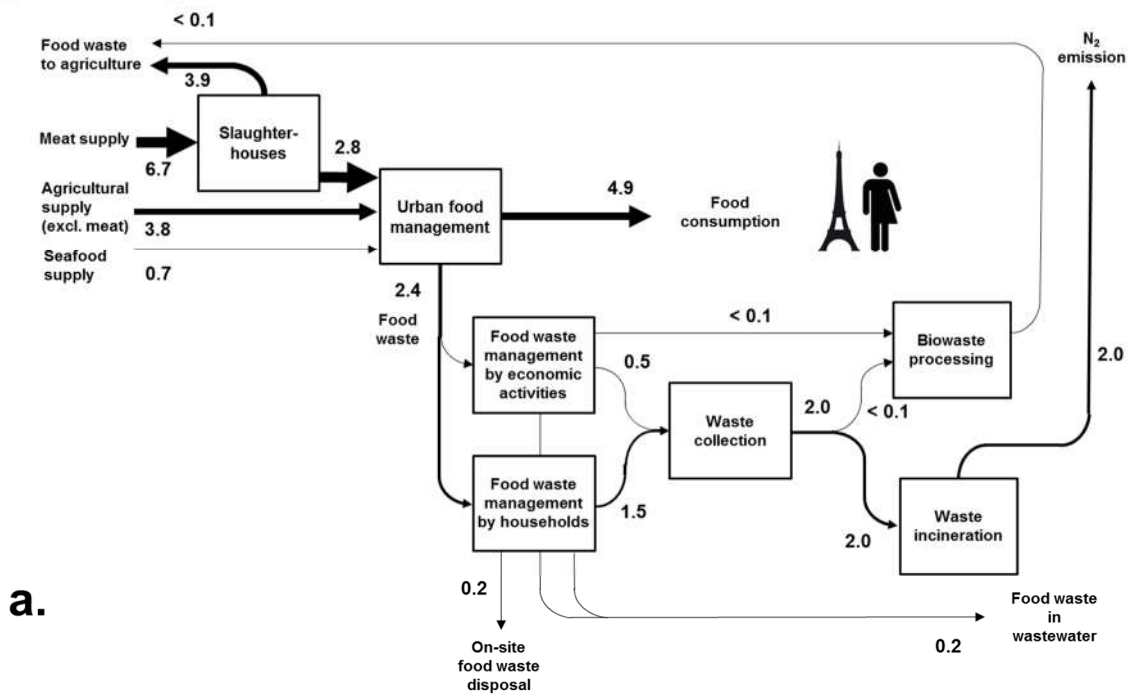 < 0.1
Food waste
to agriculture
3.9
N2
emission
Meat supply
6.7
Slaughter-
houses
2.8
Agricultural
supply
(excl. meat)
3.8
Seafood
supply
0.7
Urban food
management
4.9
Food
consumption
2.4
Food
waste
Food waste
management
by economic
activities
< 0.1
0.5
Biowaste
processing
2.0
Waste
collection
2.0
< 0.1
Food waste
management
by households
1.5
2.0
Waste
incineration
a.
0.2
On-site
food waste
disposal
0.2
Food waste
in
wastewater